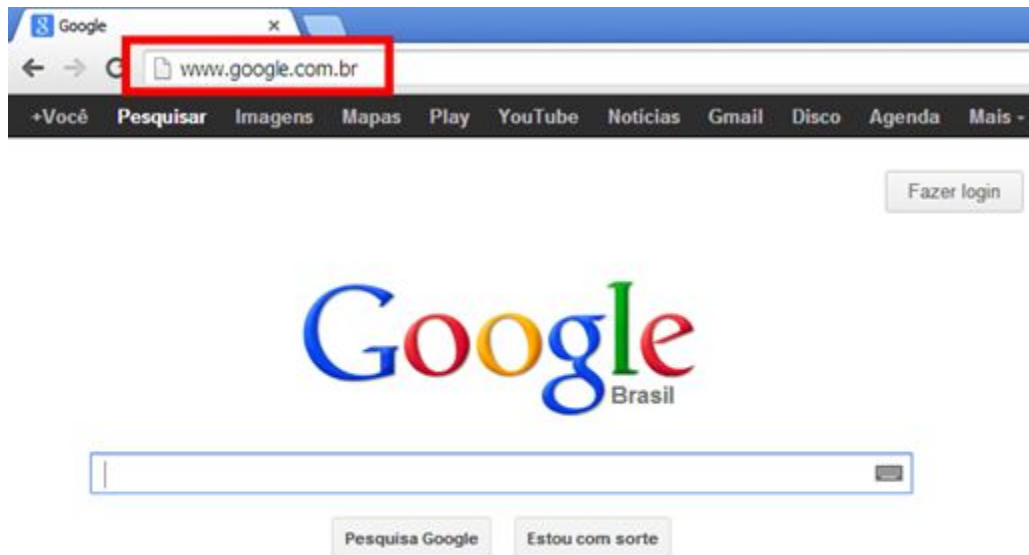 Google
www.google.com.br
+Você Pesquisar Imagens Mapas Play YouTube Notícias Gmail Disco Agenda Mais
Fazer login
Google
Brasil
Pesquisa Google Estou com sorte